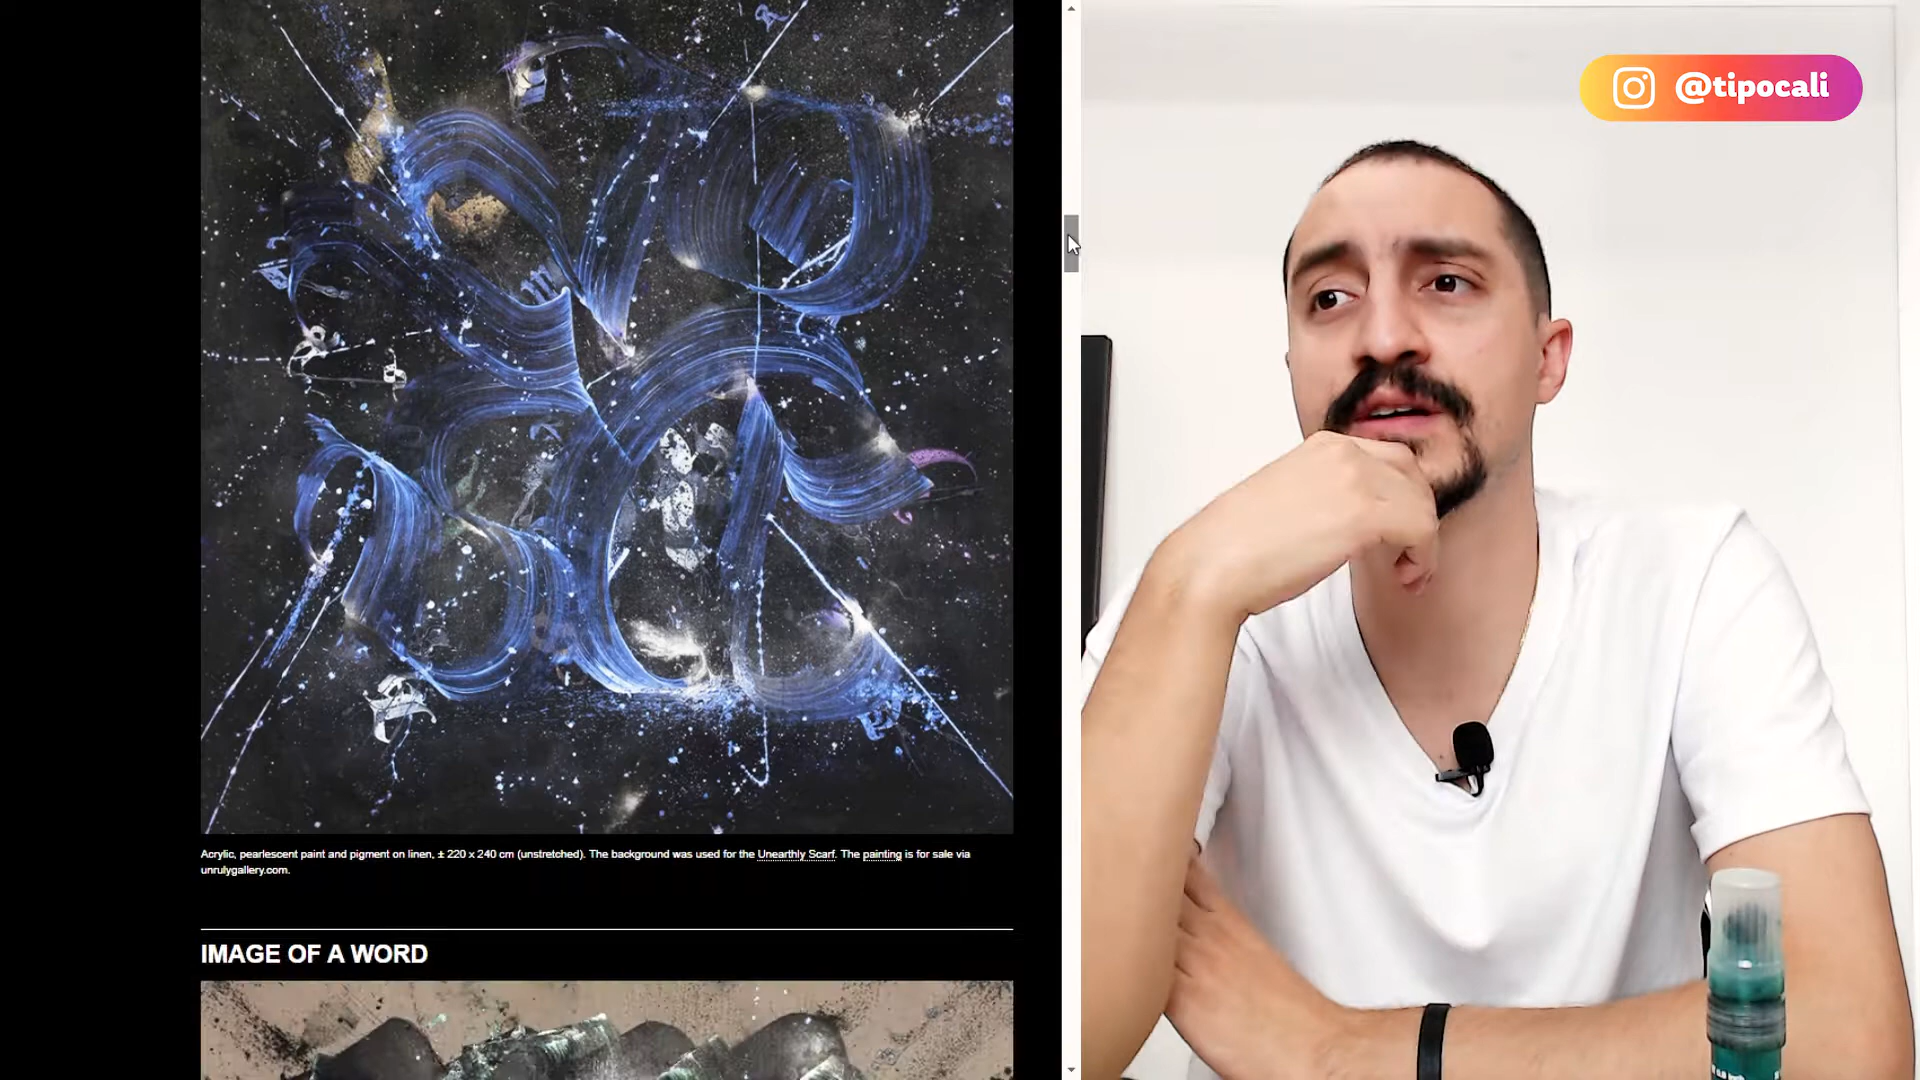 @tipocali
Acrylic, pearlescent paint and pigment on linen, ± 220 x 240 cm (unstretched). The background was used for the Unearthly Scarf. The painting is for sale via
unrulygallery.com.
IMAGE OF A WORD